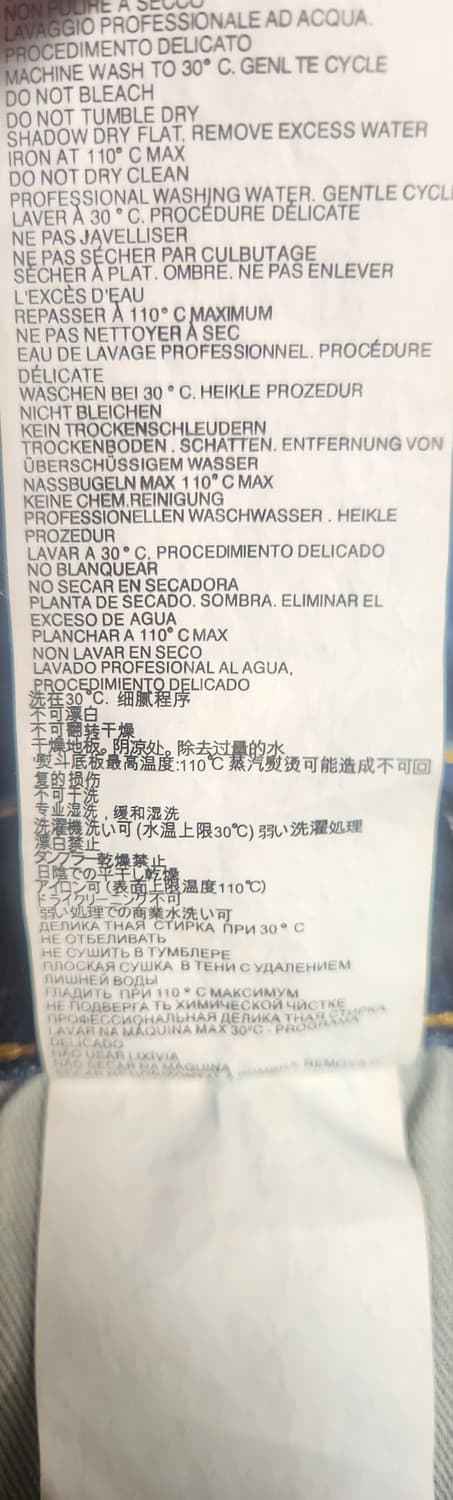 NON PULIRE A SECCO
LAVAGGIO PROFESSIONALE AD ACQUA.
PROCEDIMENTO DELICATO
MACHINE WASH TO 30° C. GENL TE CYCLE
DO NOT BLEACH
DO NOT TUMBLE DRY
SHADOW DRY FLAT. REMOVE EXCESS WATER
IRON AT 110° C MAX
DO NOT DRY CLEAN
PROFESSIONAL WASHING WATER. GENTLE CYCL
LAVER À 30 ° C. PROCÉDURE DÉLICATE
NE PAS JAVELLISER
NE PAS SÉCHER PAR CULBUTAGE
SÉCHER À PLAT. OMBRE. NE PAS ENLEVER
L'EXCÈS D'EAU
REPASSER À 110° C MAXIMUM
NE PAS NETTOYER À SEC
EAU DE LAVAGE PROFESSIONNEL. PROCÉDURE
DÉLICATE
WASCHEN BEI 30 ° C. HEIKLE PROZEDUR
NICHT BLEICHEN
KEIN TROCKENSCHLEUDERN
TROCKENBODEN . SCHATTEN. ENTFERNUNG VON
ÜBERSCHÜSSIGEM WASSER
NASSBUGELN MAX 110° C MAX
KEINE CHEM.REINIGUNG
PROFESSIONELLEN WASCHWASSER . HEIKLE
PROZEDUR
LAVAR A 30° C. PROCEDIMIENTO DELICADO
NO BLANQUEAR
NO SECAR EN SECADORA
PLANTA DE SECADO. SOMBRA. ELIMINAR EL
EXCESO DE AGUA
PLANCHAR A 110° C MAX
NON LAVAR EN SECO
LAVADO PROFESIONAL AL AGUA,
PROCEDIMIENTO DELICADO
洗在30 °C. 细腻程序
不可漂白
不可翻转干燥
干燥地板。阴凉处。除去过量的水
熨斗底板最高温度:110°C 蒸汽熨烫可能造成不可回
复的损伤
不可干洗
专业湿洗 , 缓和湿洗
洗濯機洗い可 (水温上限30℃) 弱い洗濯処理
漂白禁止
タンブラー乾燥禁止
日陰での平干し乾燥
アイロン可 (表面上限温度110℃)
ドライクリーニング不可
弱い処理での商業水洗い可
ДЕЛИКА ТНАЯ СТИРКА ПРИ 30 ° C
НЕ ОТБЕЛИВАТЬ
НЕ СУШИТЬ В ТУМБЛЕРЕ
ПЛОСКАЯ СУШКА В ТЕНИ С УДАЛЕНИЕМ
ЛИШНЕЙ ВОДЫ
ГЛАДИТЬ ПРИ 110 ° С МАКСИМУМ
НЕ ПОДВЕРГА ТЬ ХИМИЧЕСКОЙ ЧИСТКЕ
ПРОФЕССИОНАЛЬНАЯ ДЕЛИКА ТНАЯ СТИРКА
LAVAR NA MÁQUINA MAX 30°C - PROGRAMA
DELICADO
NÃO USAR LIXIVIA
NÃO SECAR NA MÁQUINA